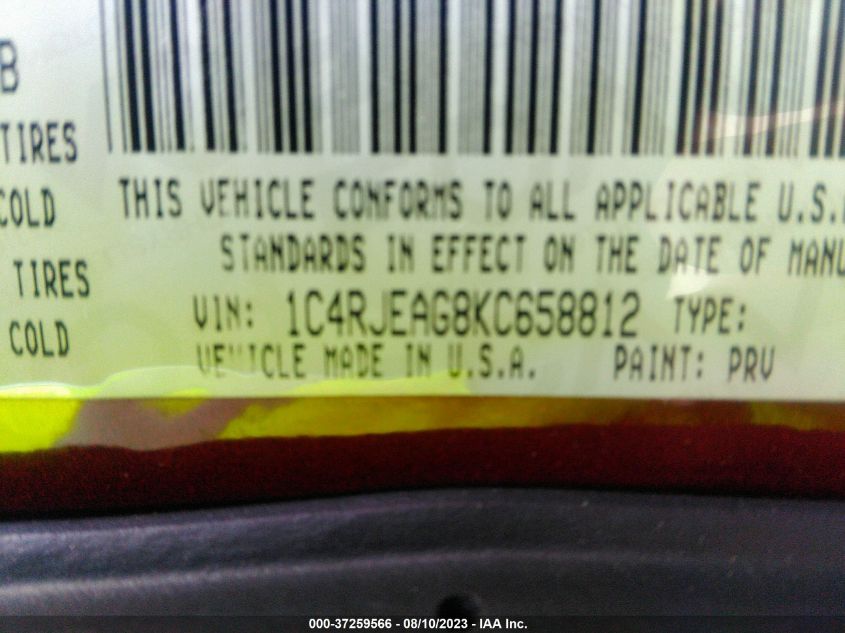 B
TIRES
COLD
TIRES
COLD
THIS VEHICLE CONFORMS TO ALL APPLICABLE U.S.
STANDARDS IN EFFECT ON THE DATE OF MANU
VIN: 1C4RJEAG8KC658812 TYPE:
VEHICLE MADE IN U.S.A. PAINT: PRV
000-37259566 - 08/10/2023 - IAA Inc.